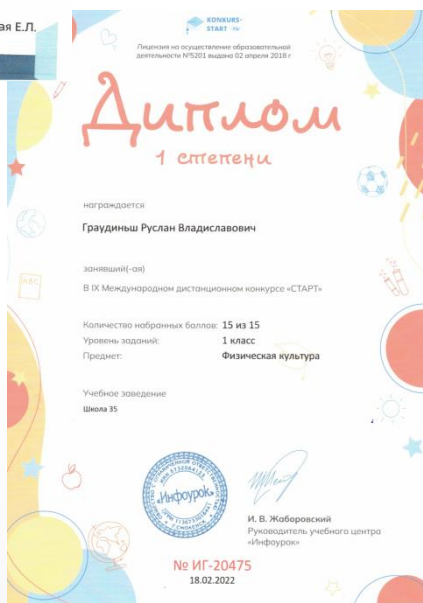 ая Е.Л.
KONKURS-
START .RU
Лицензия на осуществление образовательной
деятельности №5201 выдана 02 апреля 2018 г
Диплом
1 степени
награждается
Граудиньш Руслан Владиславович
занявший(-ая)
В IX Международном дистанционном конкурсе «СТАРТ»
Количество набранных баллов: 15 из 15
Уровень заданий: 1 класс
Предмет: Физическая культура
Учебное заведение
Школа 35
«Инфоурок»
И. В. Жаборовский
Руководитель учебного центра
«Инфоурок»
№ ИГ-20475
18.02.2022